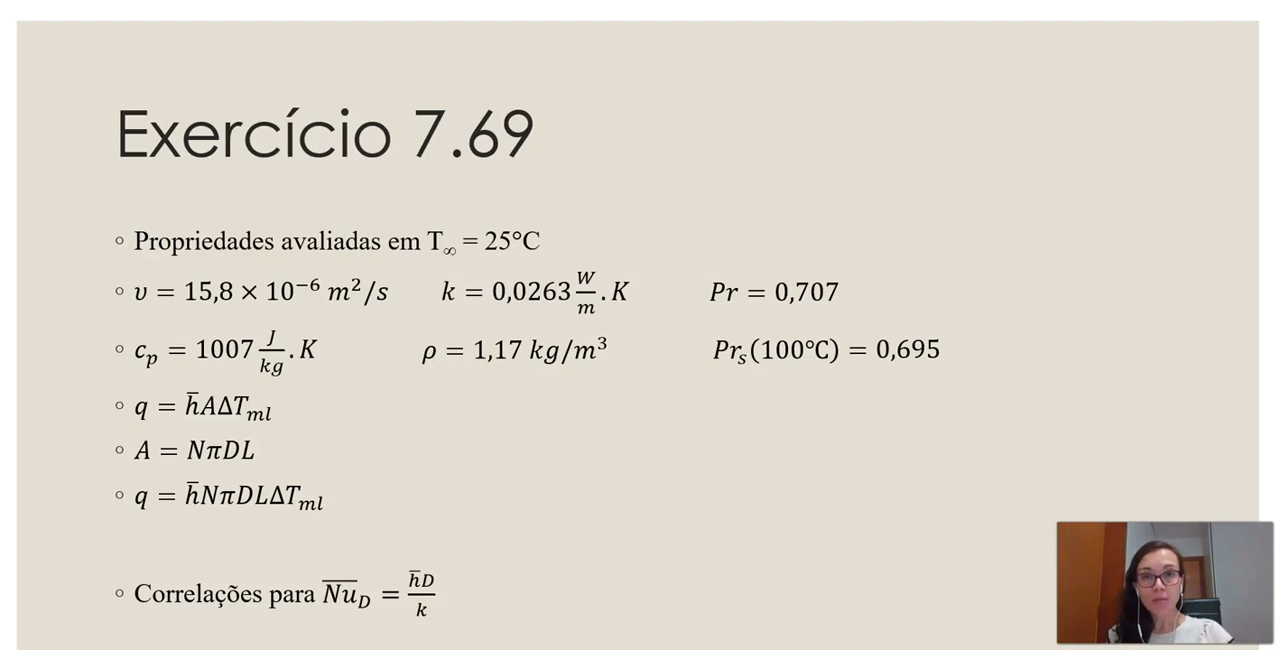 Exercício 7.69
◦ Propriedades avaliadas em T∞ = 25°C
◦ υ = 15,8 × 10⁻⁶ m²/s k = 0,0263 W/m . K Pr = 0,707
◦ cₚ = 1007 J/kg . K ρ = 1,17 kg/m³ Prₛ(100℃) = 0,695
◦ q = h̄AΔTₘₗ
◦ A = NπDL
◦ q = h̄NπDLΔTₘₗ
◦ Correlações para N̅u̅_D = h̄D/k